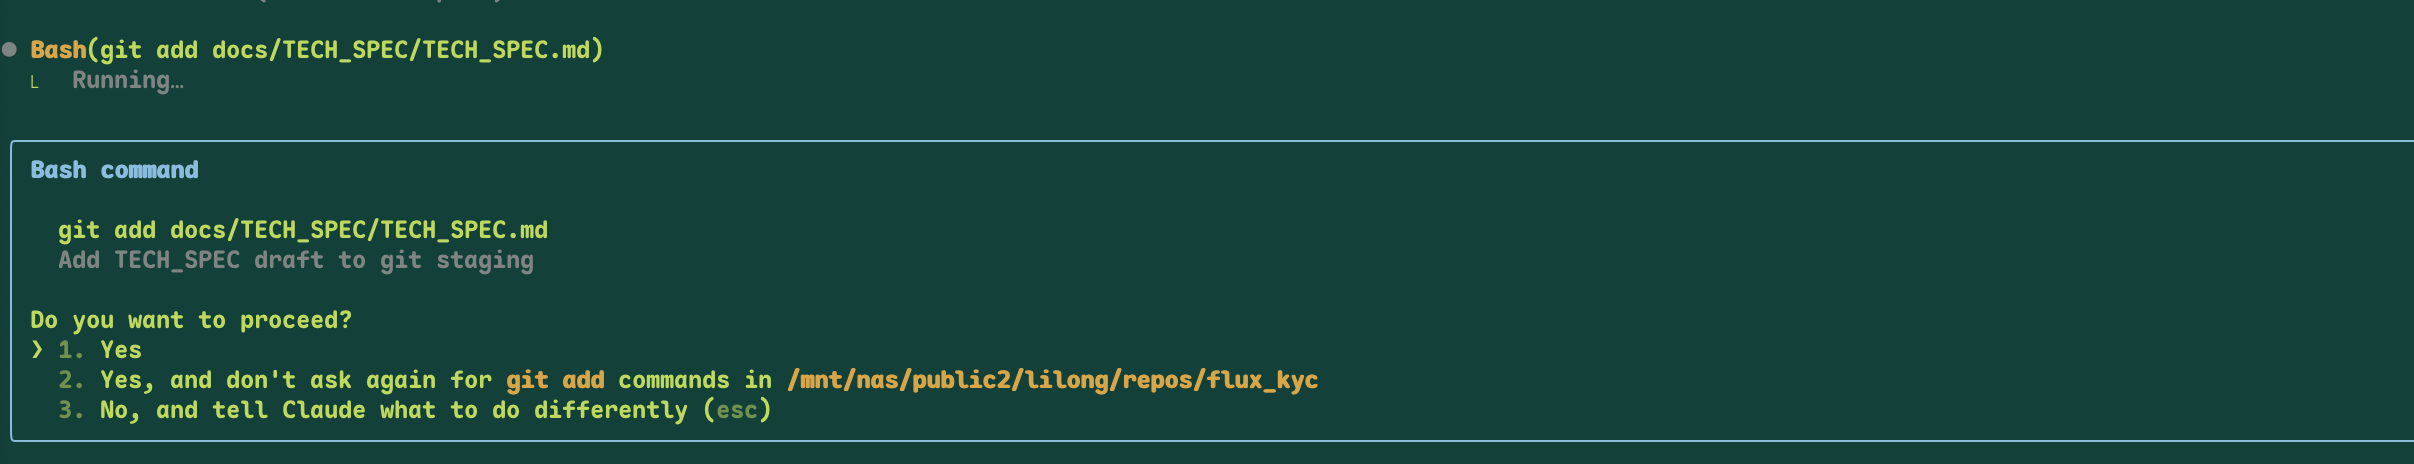 ● Bash(git add docs/TECH_SPEC/TECH_SPEC.md)
└ Running…
Bash command
git add docs/TECH_SPEC/TECH_SPEC.md
Add TECH_SPEC draft to git staging
Do you want to proceed?
❯ 1. Yes
2. Yes, and don't ask again for git add commands in /mnt/nas/public2/lilong/repos/flux_kyc
3. No, and tell Claude what to do differently (esc)